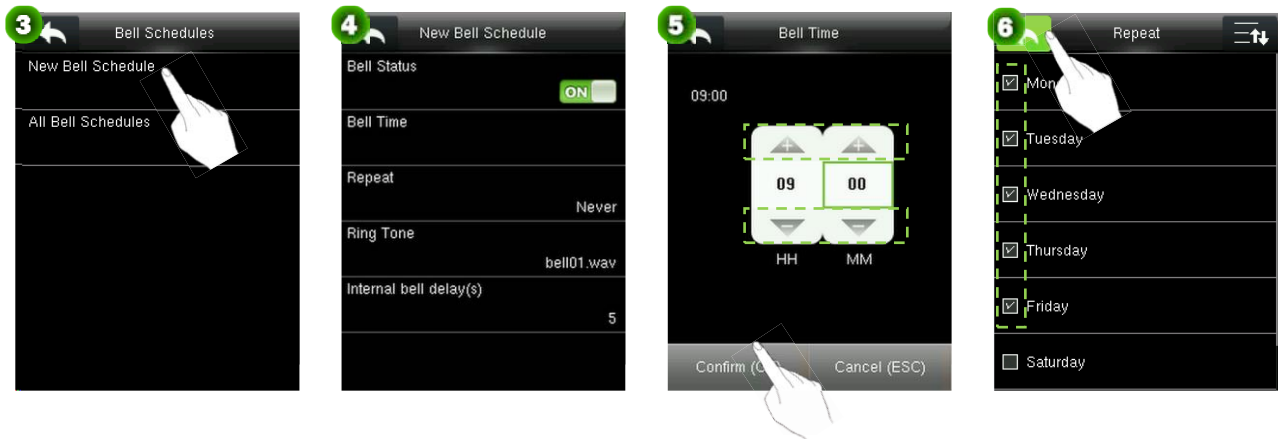 3
Bell Schedules
New Bell Schedule
All Bell Schedules
4
New Bell Schedule
Bell Status
ON
Bell Time
Repeat
Never
Ring Tone
bell01.wav
Internal bell delay(s)
5
5
Bell Time
09:00
09 00
HH MM
Confirm (O
Cancel (ESC)
6
Repeat
Mon
Tuesday
Wednesday
Thursday
Friday
Saturday